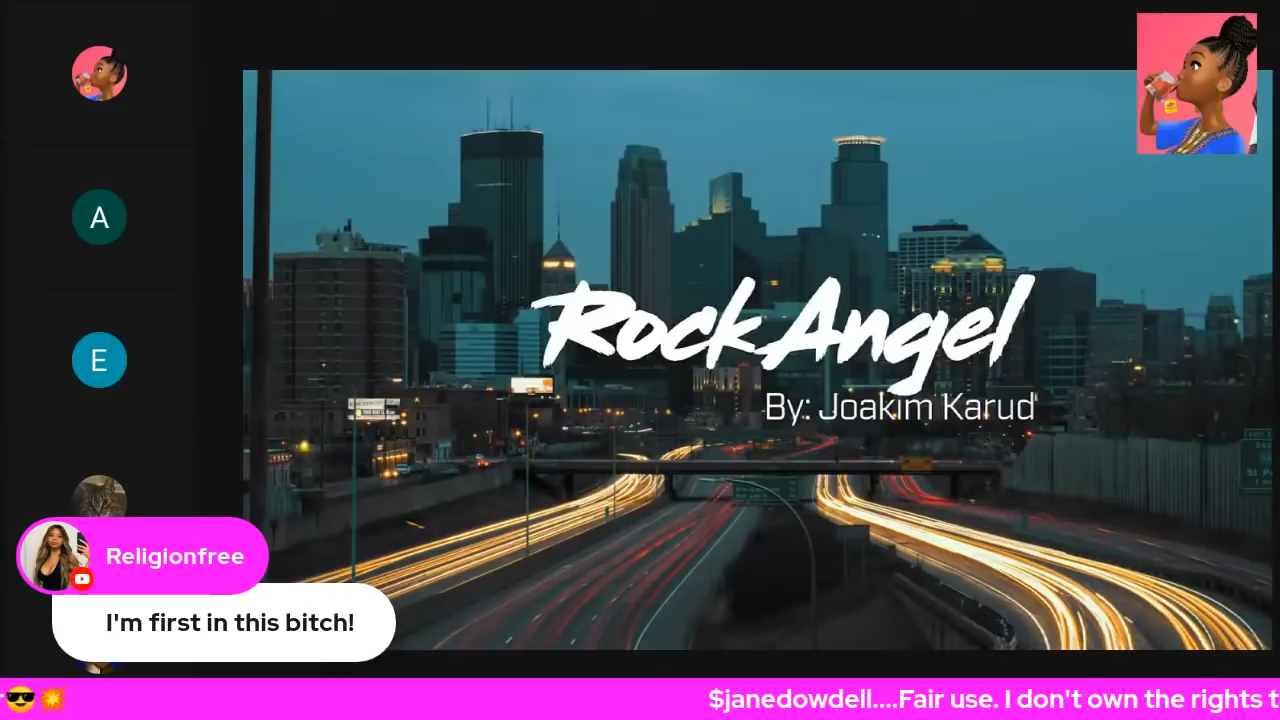 A
E
Rock Angel
By: Joakim Karud
Religionfree
I'm first in this bitch!
😎💥
$janedowdell....Fair use. I don't own the rights t